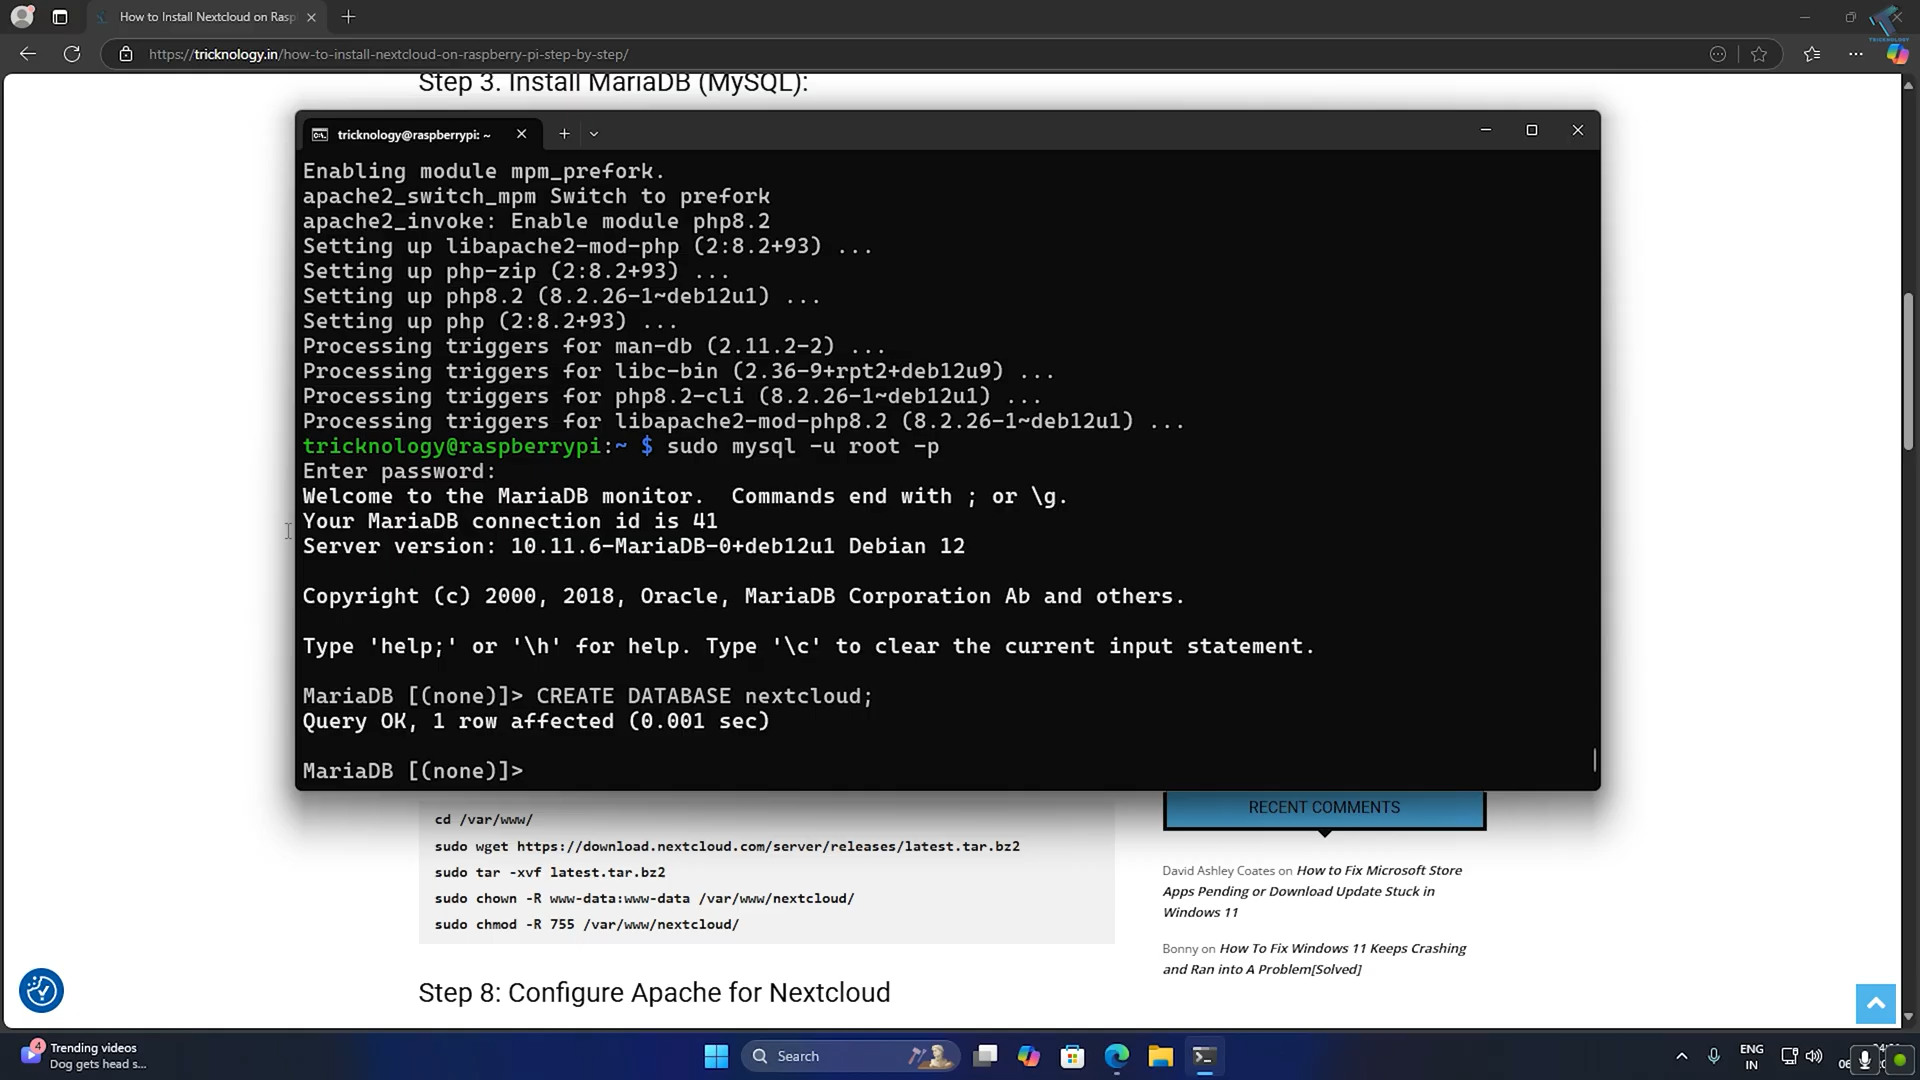 How to Install Nextcloud on Rasp
https://tricknology.in/how-to-install-nextcloud-on-raspberry-pi-step-by-step/
TRICKNOLOGY
Step 3. Install MariaDB (MySQL):
tricknology@raspberrypi: ~
Enabling module mpm_prefork.
apache2_switch_mpm Switch to prefork
apache2_invoke: Enable module php8.2
Setting up libapache2-mod-php (2:8.2+93) ...
Setting up php-zip (2:8.2+93) ...
Setting up php8.2 (8.2.26-1~deb12u1) ...
Setting up php (2:8.2+93) ...
Processing triggers for man-db (2.11.2-2) ...
Processing triggers for libc-bin (2.36-9+rpt2+deb12u9) ...
Processing triggers for php8.2-cli (8.2.26-1~deb12u1) ...
Processing triggers for libapache2-mod-php8.2 (8.2.26-1~deb12u1) ...
tricknology@raspberrypi:~ $ sudo mysql -u root -p
Enter password:
Welcome to the MariaDB monitor.  Commands end with ; or \g.
Your MariaDB connection id is 41
Server version: 10.11.6-MariaDB-0+deb12u1 Debian 12
Copyright (c) 2000, 2018, Oracle, MariaDB Corporation Ab and others.
Type 'help;' or '\h' for help. Type '\c' to clear the current input statement.
MariaDB [(none)]> CREATE DATABASE nextcloud;
Query OK, 1 row affected (0.001 sec)
MariaDB [(none)]>
cd /var/www/
sudo wget https://download.nextcloud.com/server/releases/latest.tar.bz2
sudo tar -xvf latest.tar.bz2
sudo chown -R www-data:www-data /var/www/nextcloud/
sudo chmod -R 755 /var/www/nextcloud/
Step 8: Configure Apache for Nextcloud
RECENT COMMENTS
David Ashley Coates on How to Fix Microsoft Store
Apps Pending or Download Update Stuck in
Windows 11
Bonny on How To Fix Windows 11 Keeps Crashing
and Ran into A Problem[Solved]
4
Trending videos
Dog gets head s...
Search
ENG
IN